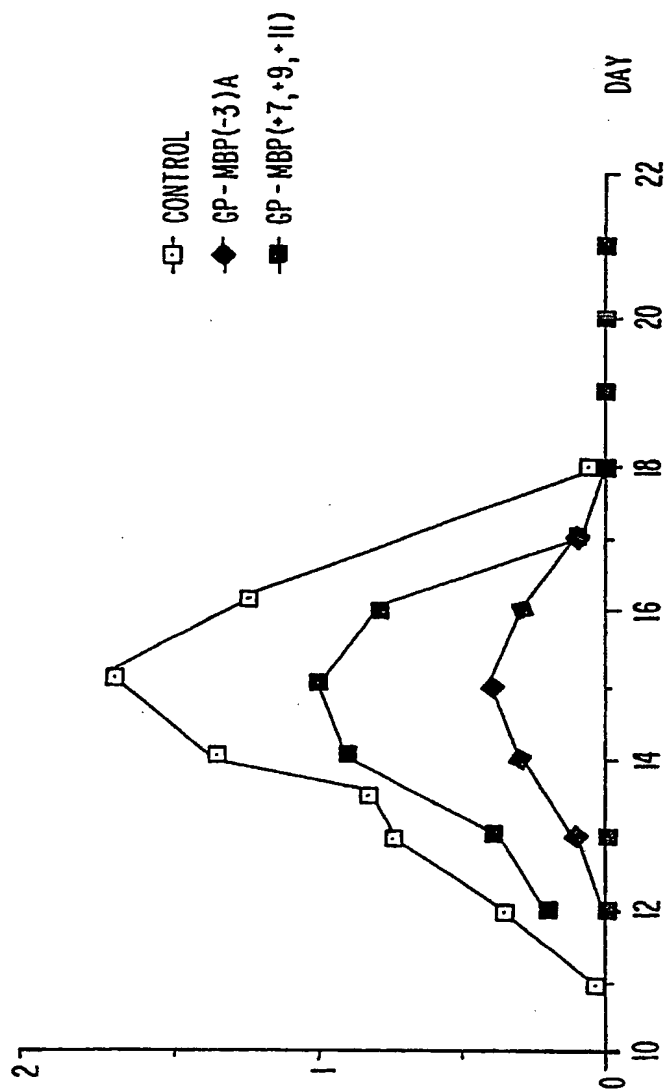 CONTROL
GP-MBP(-3)A
GP-MBP(+7,+9,+11)
2
1
0
10
12
14
16
18
20
22
DAY